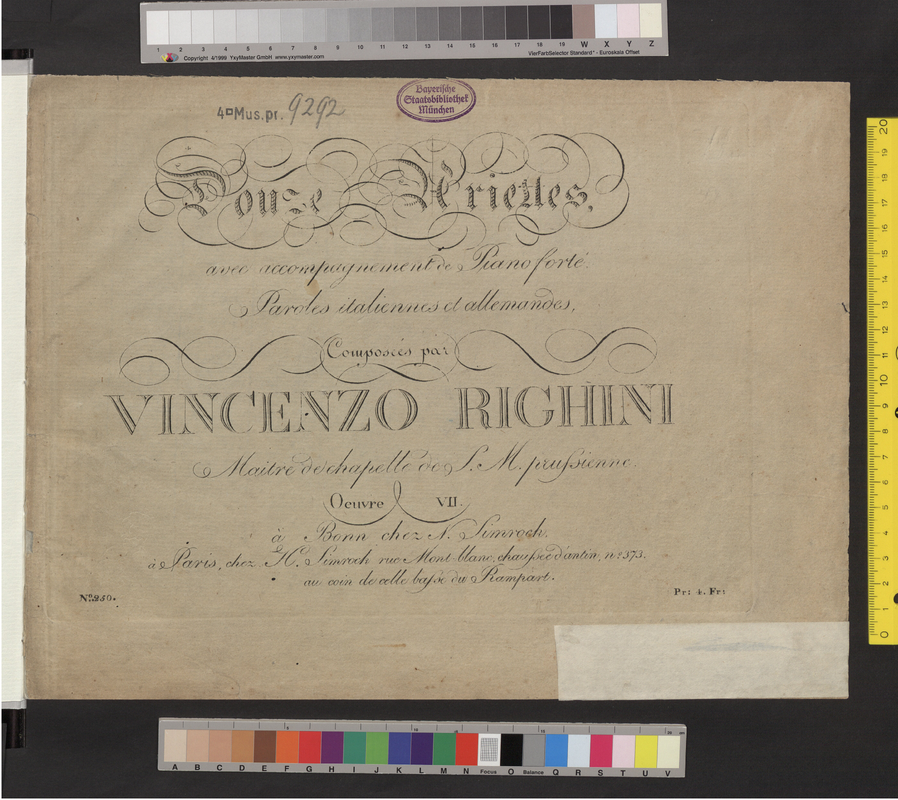 1 2 3 4 5 6 7 8 9 10 11 12 13 14 15 16 17 18 19 W X Y Z
Copyright 4/1999 YxyMaster GmbH www.yxymaster.com
VierFarbSelector Standard* - Euroskala Offset
4°Mus.pr. 9292
Bayerische
Staatsbibliothek
München
Douze Ariettes,
avec accompagnement de Piano forté.
Paroles italiennes et allemandes,
Composées par
VINCENZO RIGHINI
Maitre de chapelle de S. M. prussienne.
Oeuvre VII.
à Bonn chez N. Simrock.
à Paris, chez H. Simrock rue Mont-blanc, chaussée d'antin, n.º 373.
au coin de celle basse du Rampart.
Nº. 250.
Pr: 4. Fr:
0 1 2 3 4 5 6 7 8 9 10 11 12 13 14 15 16 17 18 19 20
A B C D E F G H I J K L M N Focus O Balance Q R S T U V